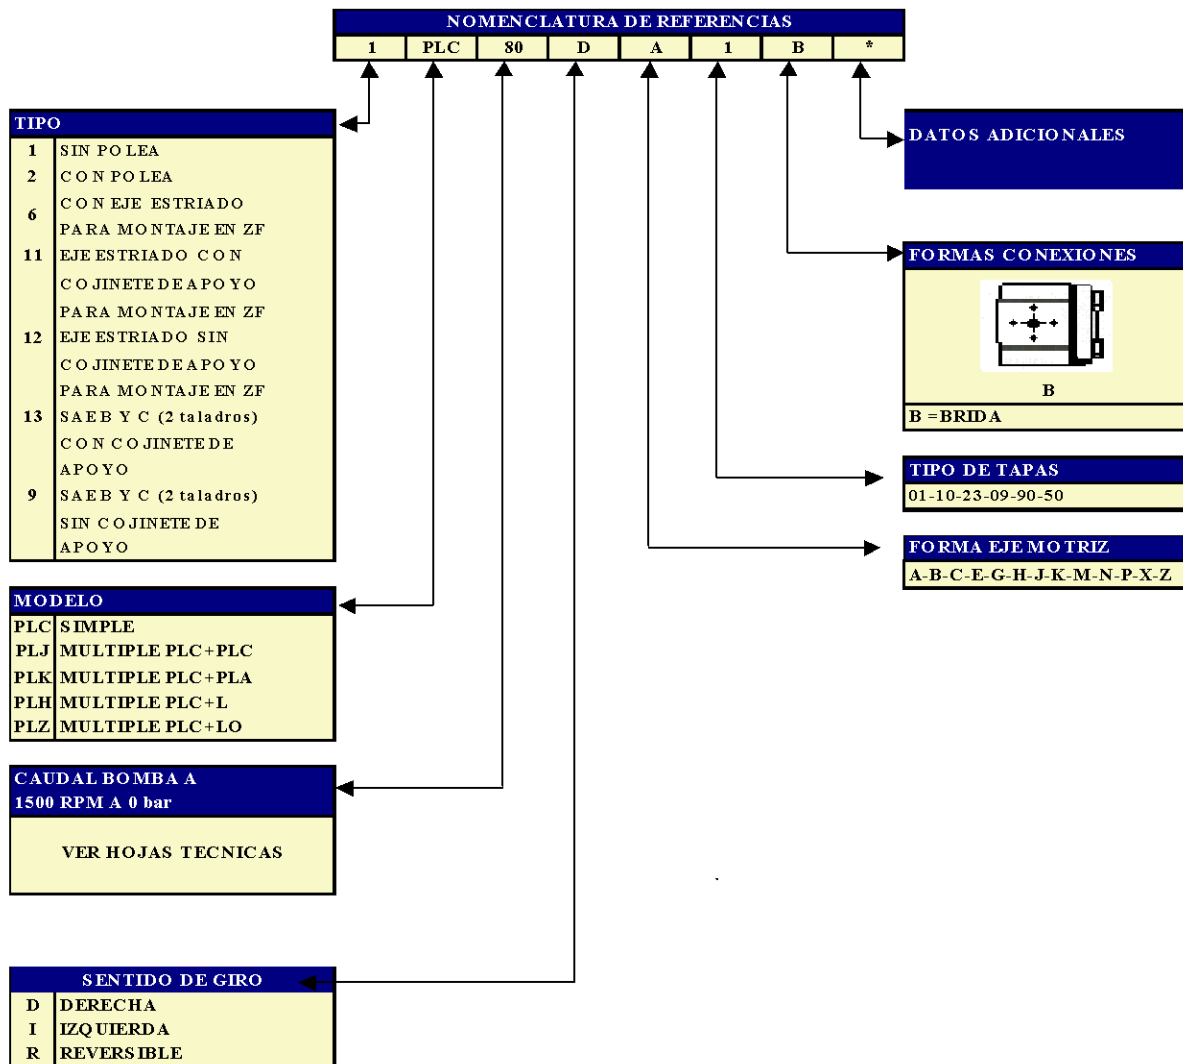 NOMENCLATURA DE REFERENCIAS
1 PLC 80 D A 1 B *
TIPO
1 SIN POLEA
2 CON POLEA
6 CON EJE ESTRIADO
PARA MONTAJE EN ZF
11 EJE ESTRIADO CON
COJINETE DE APOYO
PARA MONTAJE EN ZF
12 EJE ESTRIADO SIN
COJINETE DE APOYO
PARA MONTAJE EN ZF
13 SAE B Y C (2 taladros)
CON COJINETE DE
APOYO
9 SAE B Y C (2 taladros)
SIN COJINETE DE
APOYO
MODELO
PLC SIMPLE
PLJ MULTIPLE PLC+PLC
PLK MULTIPLE PLC+PLA
PLH MULTIPLE PLC+L
PLZ MULTIPLE PLC+LO
CAUDAL BOMBA A
1500 RPM A 0 bar
VER HOJAS TECNICAS
SENTIDO DE GIRO
D DERECHA
I IZQUIERDA
R REVERSIBLE
DATOS ADICIONALES
FORMAS CONEXIONES
B
B =BRIDA
TIPO DE TAPAS
01-10-23-09-90-50
FORMA EJE MOTRIZ
A-B-C-E-G-H-J-K-M-N-P-X-Z